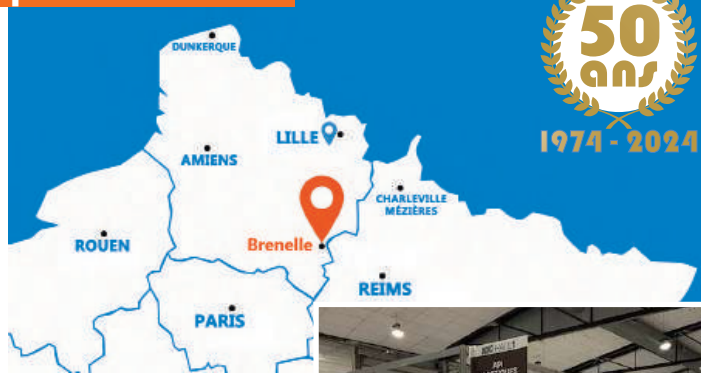 50
ans
1974 - 2024
DUNKERQUE
LILLE
AMIENS
CHARLEVILLE
MÉZIÈRES
ROUEN
Brenelle
REIMS
PARIS